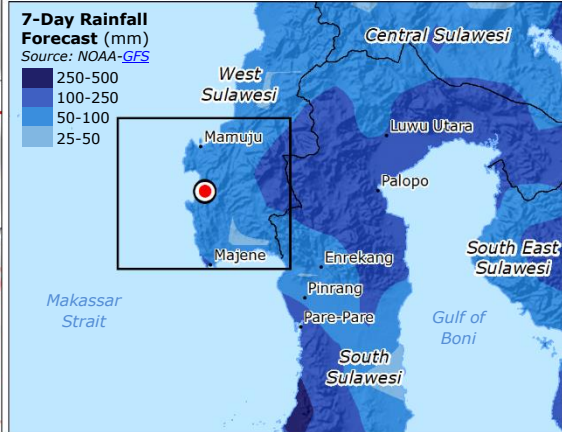 7-Day Rainfall
Forecast (mm)
Source: NOAA-GFS
250-500
100-250
50-100
25-50
Central Sulawesi
West
Sulawesi
Mamuju
Luwu Utara
Palopo
Majene
Enrekang
South East
Sulawesi
Pinrang
Makassar
Strait
Pare-Pare
Gulf of
Boni
South
Sulawesi